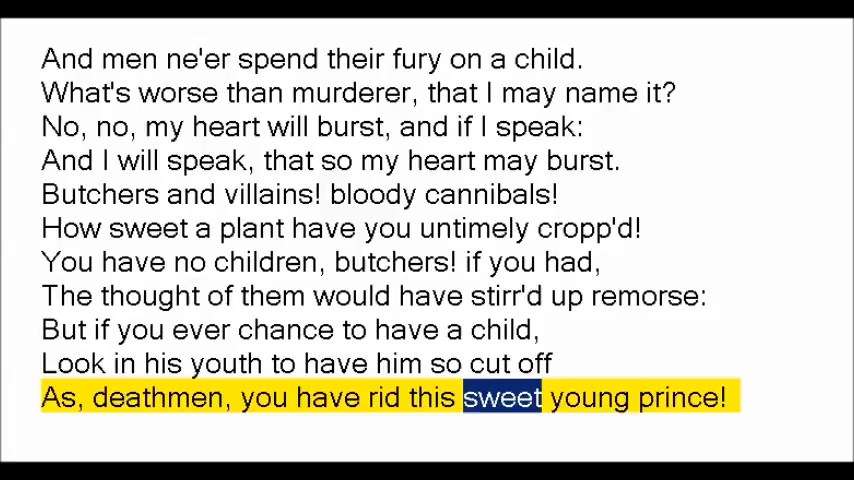 And men ne'er spend their fury on a child.
What's worse than murderer, that I may name it?
No, no, my heart will burst, and if I speak:
And I will speak, that so my heart may burst.
Butchers and villains! bloody cannibals!
How sweet a plant have you untimely cropp'd!
You have no children, butchers! if you had,
The thought of them would have stirr'd up remorse:
But if you ever chance to have a child,
Look in his youth to have him so cut off
As, deathmen, you have rid this sweet young prince!